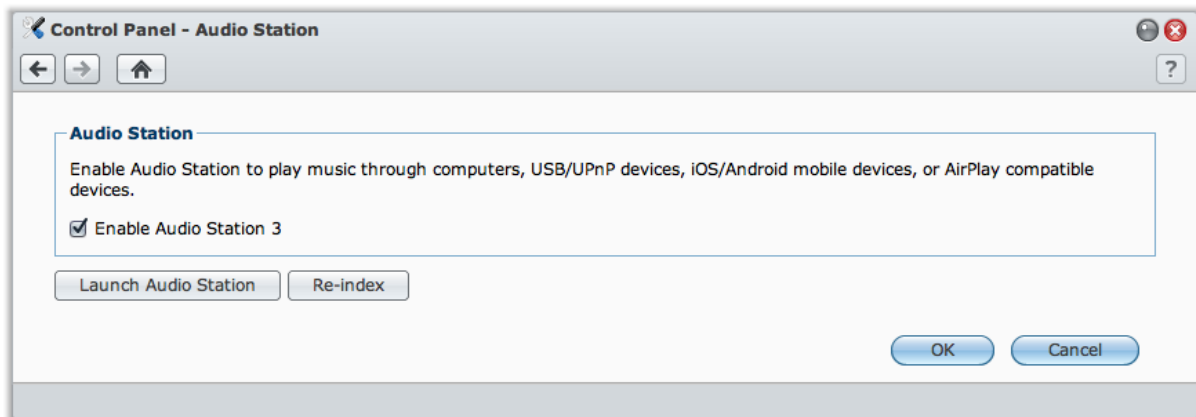 Control Panel - Audio Station
?
Audio Station
Enable Audio Station to play music through computers, USB/UPnP devices, iOS/Android mobile devices, or AirPlay compatible
devices.
Enable Audio Station 3
Launch Audio Station Re-index
OK Cancel